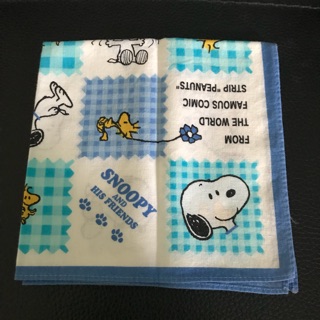 FROM
THE WORLD
FAMOUS COMIC
STRIP "PEANUTS"
SNOOPY
AND
HIS FRIENDS